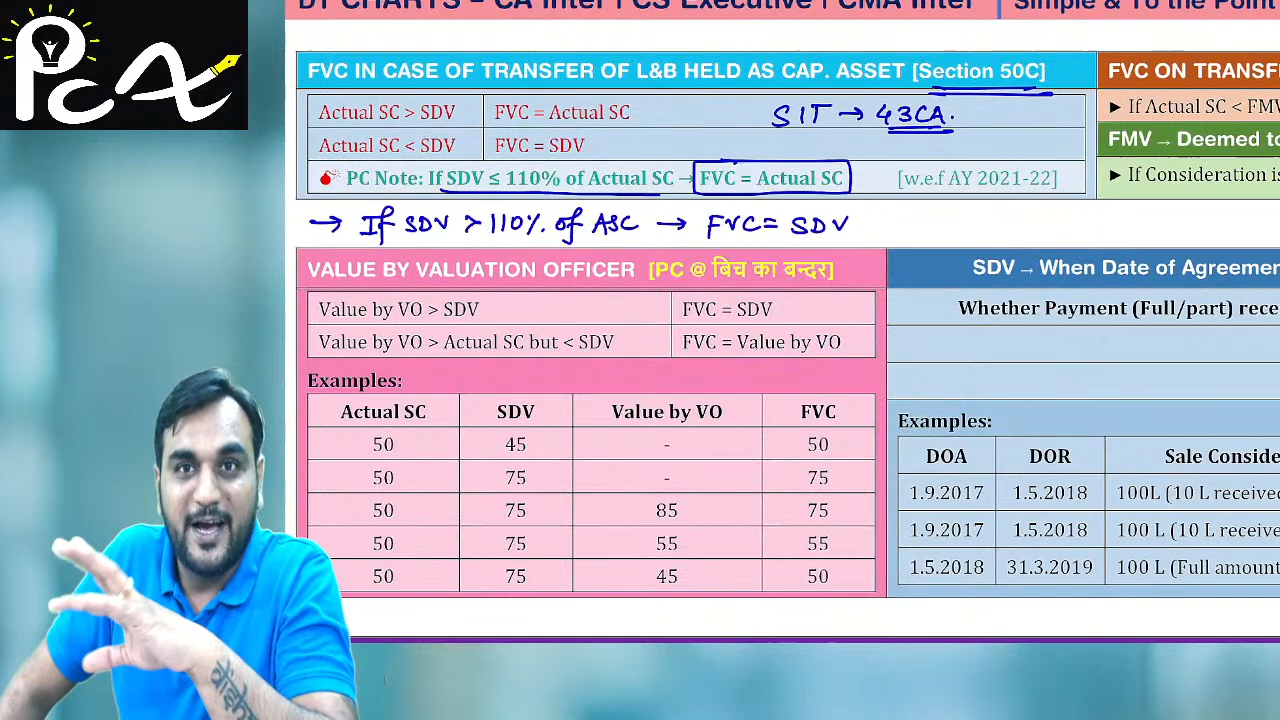 PCA
DT CHARTS – CA Inter | CS Executive | CMA Inter | Simple & To the Point
FVC IN CASE OF TRANSFER OF L&B HELD AS CAP. ASSET [Section 50C]
Actual SC > SDV FVC = Actual SC
SIT → 43CA.
Actual SC < SDV FVC = SDV
PC Note: If SDV ≤ 110% of Actual SC → FVC = Actual SC [w.e.f AY 2021-22]
→ If SDV > 110% of ASC → FVC = SDV
FVC ON TRANSF
► If Actual SC < FMV
FMV → Deemed to
► If Consideration is
VALUE BY VALUATION OFFICER [PC @ बिच का बन्दर]
Value by VO > SDV FVC = SDV
Value by VO > Actual SC but < SDV FVC = Value by VO
Examples:
Actual SC SDV Value by VO FVC
50 45 - 50
50 75 - 75
50 75 85 75
50 75 55 55
50 75 45 50
SDV → When Date of Agreemen
Whether Payment (Full/part) rece
Examples:
DOA DOR Sale Conside
1.9.2017 1.5.2018 100L (10 L received
1.9.2017 1.5.2018 100 L (10 L receive
1.5.2018 31.3.2019 100 L (Full amount